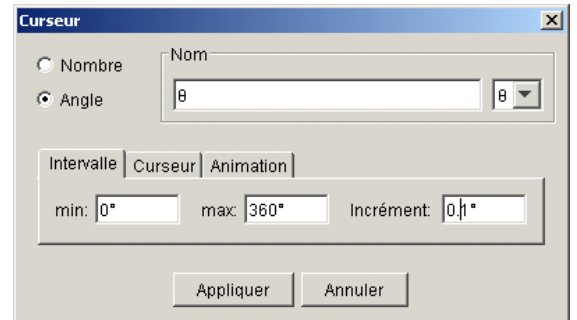 Curseur
Nombre
Angle
Nom
θ
θ
Intervalle Curseur Animation
min: 0° max: 360° Incrément: 0.1°
Appliquer Annuler